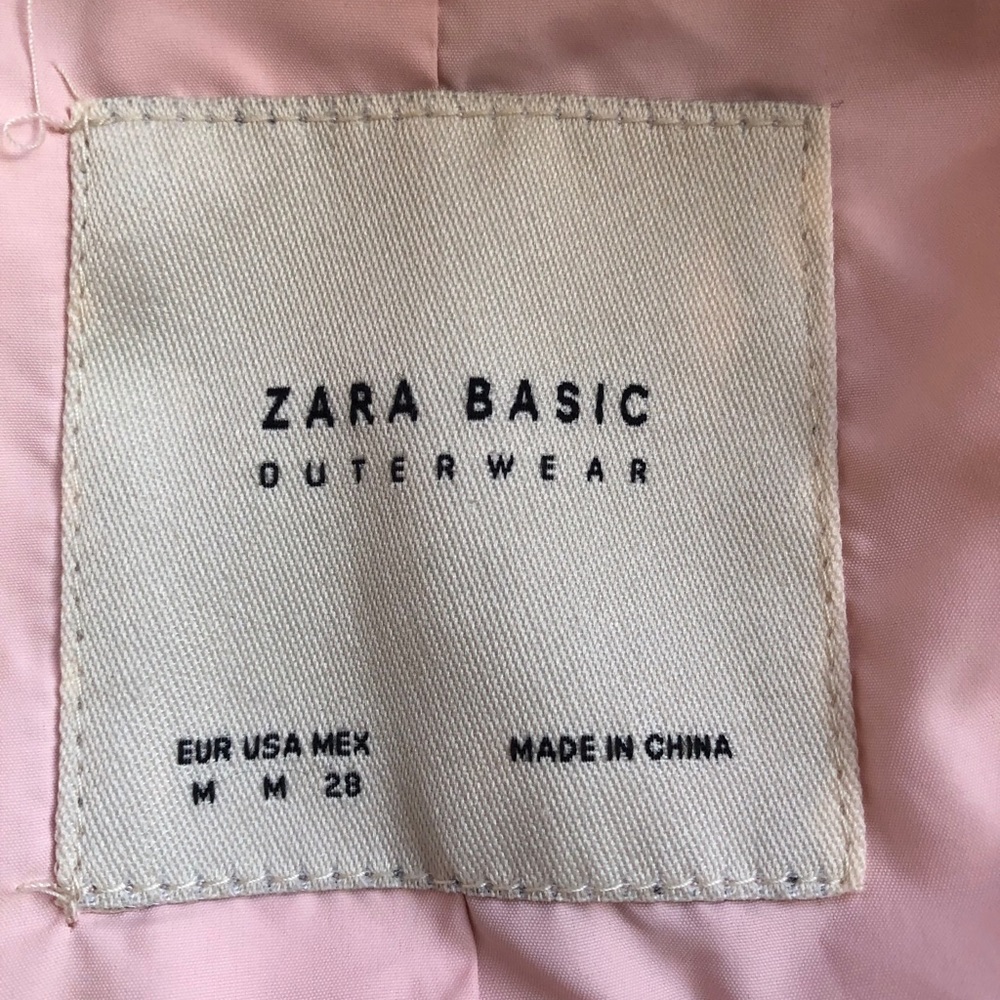 ZARA BASIC
OUTERWEAR
EUR USA MEX
M M 28
MADE IN CHINA